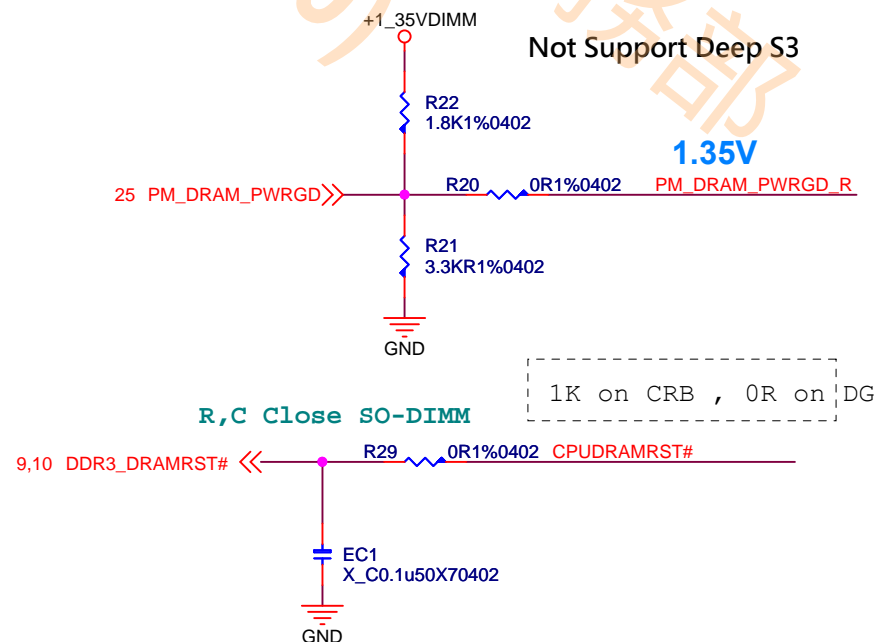 +1_35VDIMM
Not Support Deep S3
R22
1.8K1%0402
1.35V
25 PM_DRAM_PWRGD
R20 0R1%0402 PM_DRAM_PWRGD_R
R21
3.3KR1%0402
GND
1K on CRB , 0R on DG
R,C Close SO-DIMM
9,10 DDR3_DRAMRST#
R29 0R1%0402 CPUDRAMRST#
EC1
X_C0.1u50X70402
GND
務部